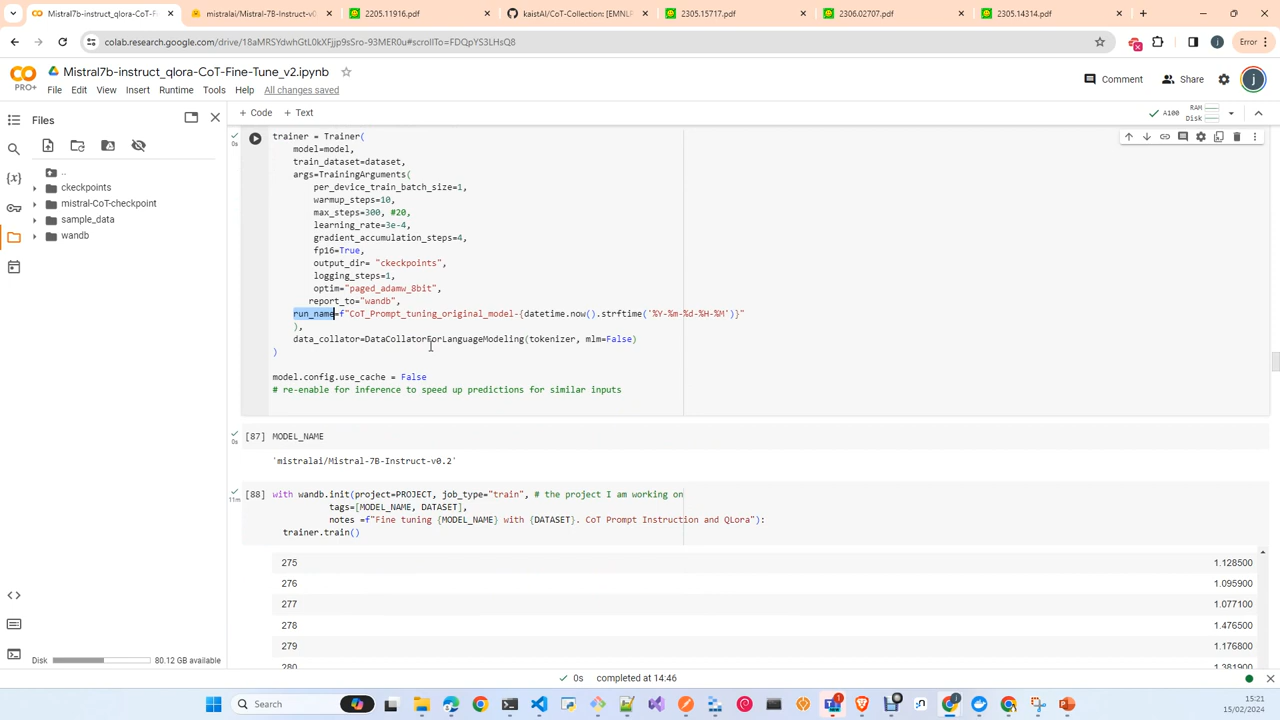 Mistral7b-instruct_qlora-CoT-F
mistralai/Mistral-7B-Instruct-v0.
2205.11916.pdf
kaistAI/CoT-Collection: [EMNLP
2305.15717.pdf
2306.02707.pdf
2305.14314.pdf
colab.research.google.com/drive/18aMRSYdwhGtL0kXFjjp9sSro-93MER0u#scrollTo=FDQpYS3LHsQ8
Error
PRO+
Mistral7b-instruct_qlora-CoT-Fine-Tune_v2.ipynb
File Edit View Insert Runtime Tools Help All changes saved
Comment
Share
j
Files
+ Code + Text
A100
RAM
Disk
..
ckeckpoints
mistral-CoT-checkpoint
sample_data
wandb
0s
trainer = Trainer(
model=model,
train_dataset=dataset,
args=TrainingArguments(
per_device_train_batch_size=1,
warmup_steps=10,
max_steps=300, #20,
learning_rate=3e-4,
gradient_accumulation_steps=4,
fp16=True,
output_dir= "ckeckpoints",
logging_steps=1,
optim="paged_adamw_8bit",
report_to="wandb",
run_name=f"CoT_Prompt_tuning_original_model-{datetime.now().strftime('%Y-%m-%d-%H-%M')}"
),
data_collator=DataCollatorForLanguageModeling(tokenizer, mlm=False)
)
model.config.use_cache = False
# re-enable for inference to speed up predictions for similar inputs
[87] MODEL_NAME
0s
'mistralai/Mistral-7B-Instruct-v0.2'
[88] with wandb.init(project=PROJECT, job_type="train", # the project I am working on
11m
tags=[MODEL_NAME, DATASET],
notes =f"Fine tuning {MODEL_NAME} with {DATASET}. CoT Prompt Instruction and QLora"):
trainer.train()
275 1.128500
276 1.095900
277 1.077100
278 1.476500
279 1.176800
280 1.381900
Disk 80.12 GB available
0s completed at 14:46
Search
1
15:21
15/02/2024